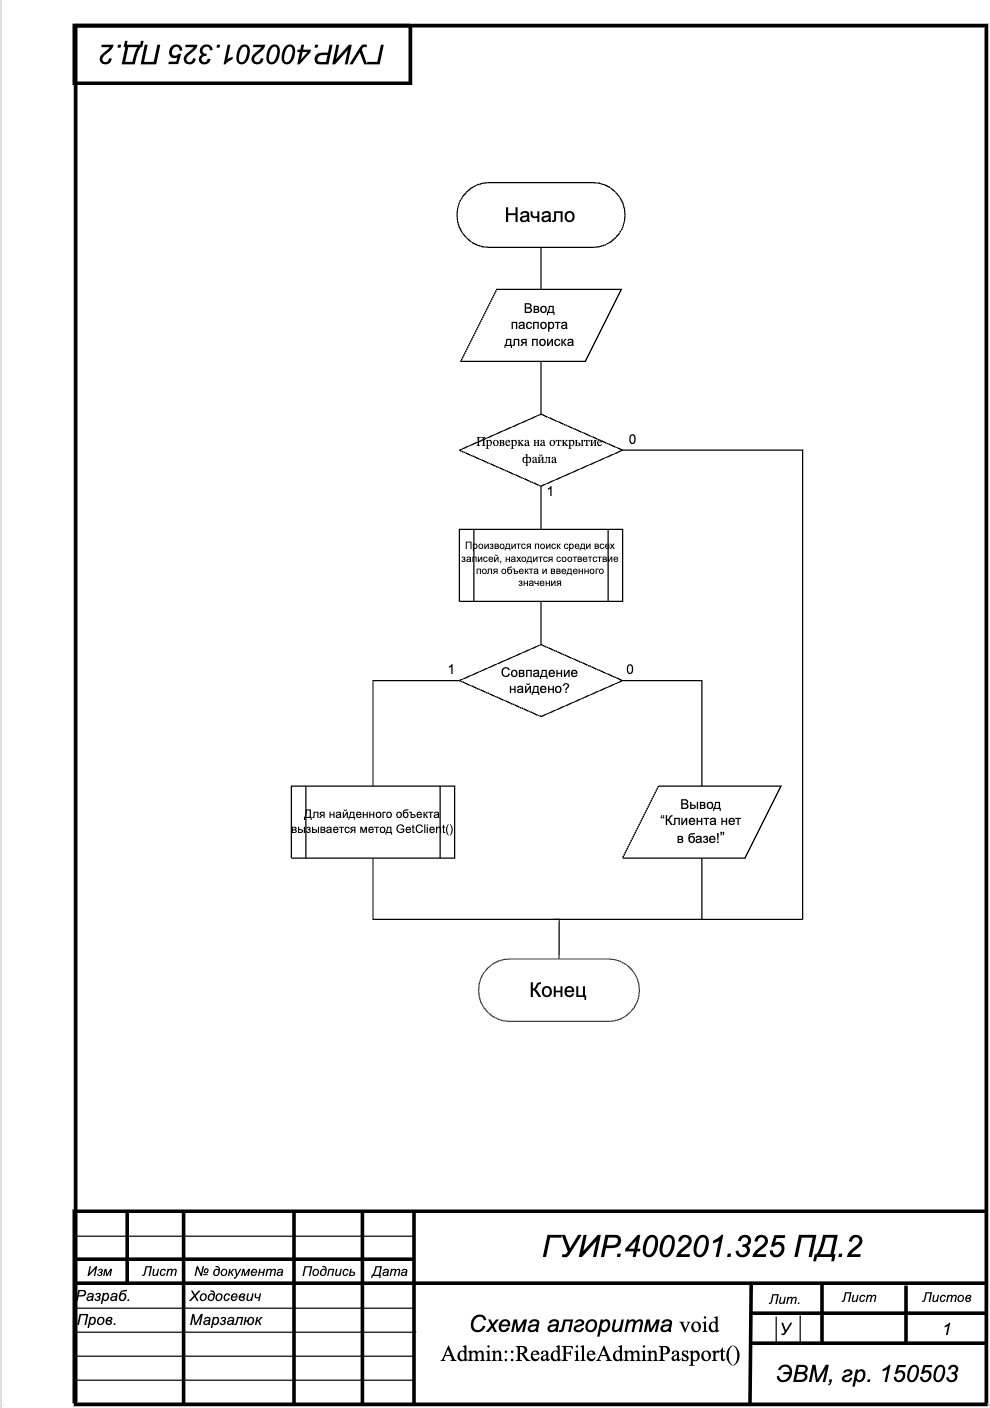 ГУИР.400201.325 ПД.2
Начало
Ввод
паспорта
для поиска
Проверка на открытие
файла
0
1
Производится поиск среди всех
записей, находится соответствие
поля объекта и введенного
значения
Совпадение
найдено?
1
0
Для найденного объекта
вызывается метод GetClient()
Вывод
“Клиента нет
в базе!”
Конец
ГУИР.400201.325 ПД.2
Изм Лист № документа Подпись Дата
Разраб. Ходосевич
Пров. Марзалюк
Схема алгоритма void
Admin::ReadFileAdminPasport()
Лит. Лист Листов
У 1
ЭВМ, гр. 150503